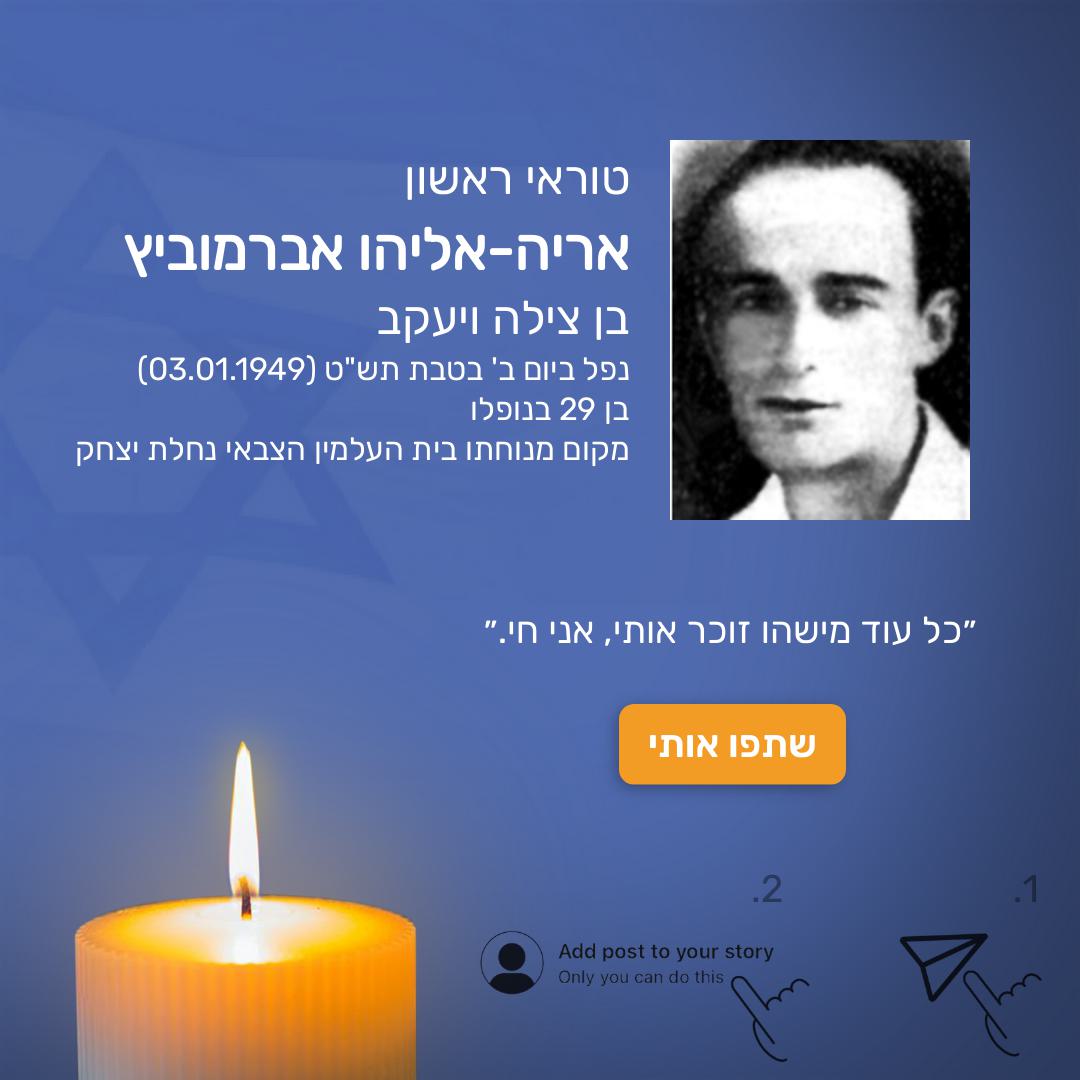 טוראי ראשון
אריה-אליהו אברמוביץ
בן צילה ויעקב
נפל ביום ב' בטבת תש"ט (03.01.1949)
בן 29 בנופלו
מקום מנוחתו בית העלמין הצבאי נחלת יצחק
״כל עוד מישהו זוכר אותי, אני חי.״
שתפו אותי
1.
2.
Add post to your story
Only you can do this